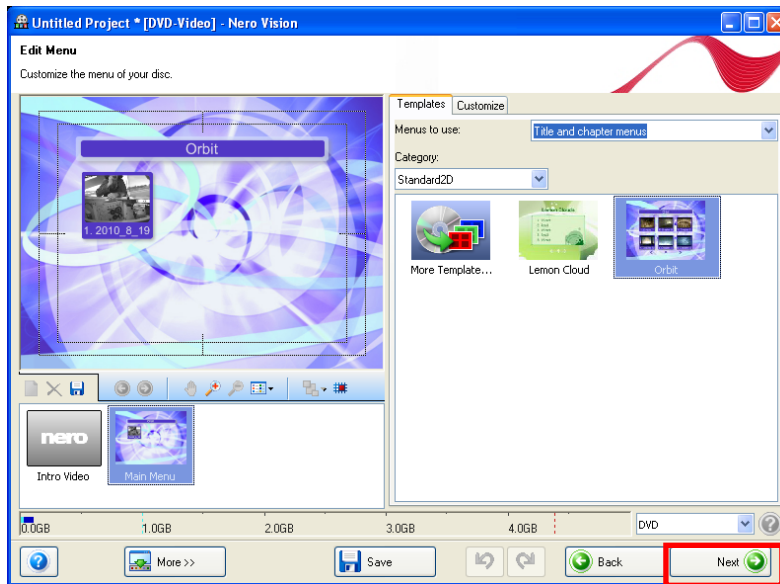 Untitled Project * [DVD-Video] - Nero Vision
Edit Menu
Customize the menu of your disc.
Orbit
1. 2010_8_19
Templates
Customize
Menus to use:
Title and chapter menus
Category:
Standard2D
More Template...
Lemon Cloud
Orbit
nero
Intro Video
Main Menu
0.0GB
1.0GB
2.0GB
3.0GB
4.0GB
DVD
More >>
Save
Back
Next